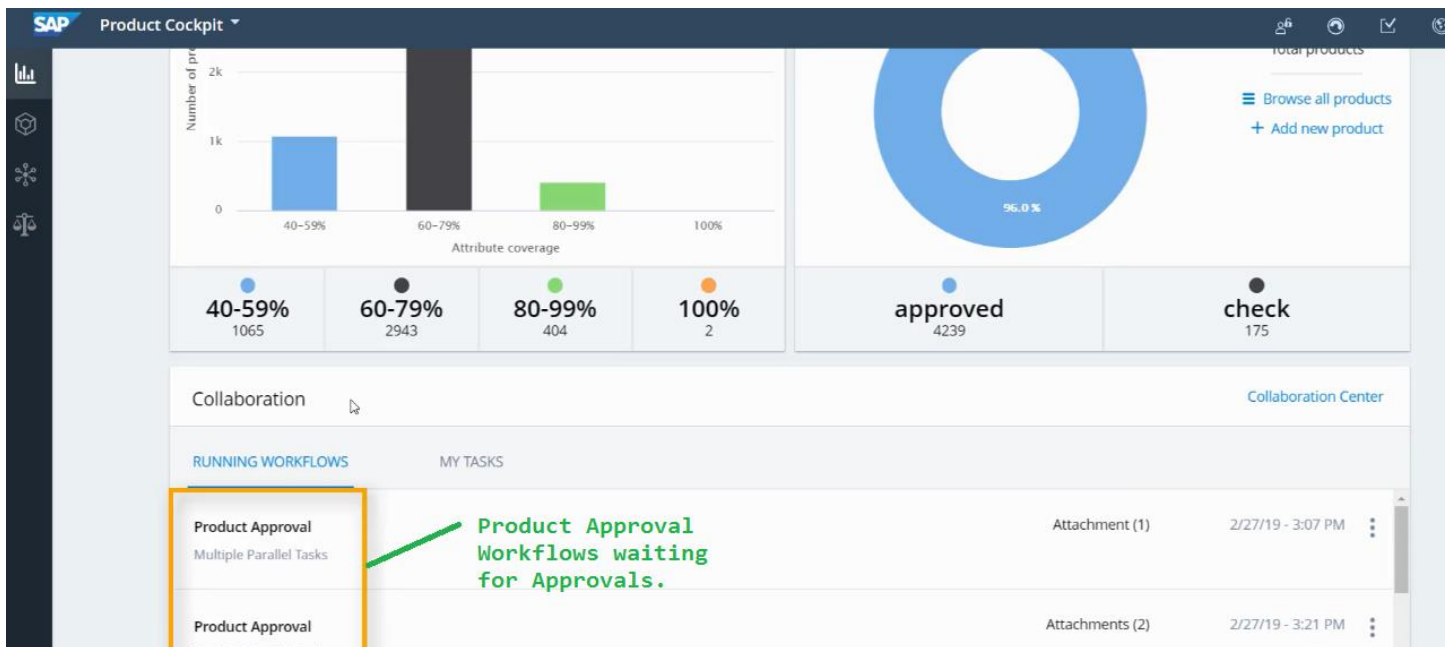 SAP Product Cockpit
Number of pro
2k
1k
0
40-59% 60-79% 80-99% 100%
Attribute coverage
40-59% 60-79% 80-99% 100%
1065 2943 404 2
Total products
Browse all products
+ Add new product
96.0 %
approved check
4239 175
Collaboration Collaboration Center
RUNNING WORKFLOWS MY TASKS
Product Approval Attachment (1) 2/27/19 - 3:07 PM
Multiple Parallel Tasks
Product Approval
Workflows waiting
for Approvals.
Product Approval Attachments (2) 2/27/19 - 3:21 PM